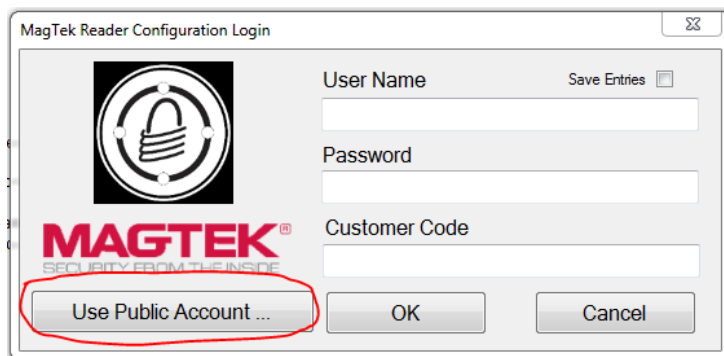 MagTek Reader Configuration Login
User Name
Save Entries
Password
Customer Code
MAGTEK®
SECURITY FROM THE INSIDE
Use Public Account ...
OK
Cancel